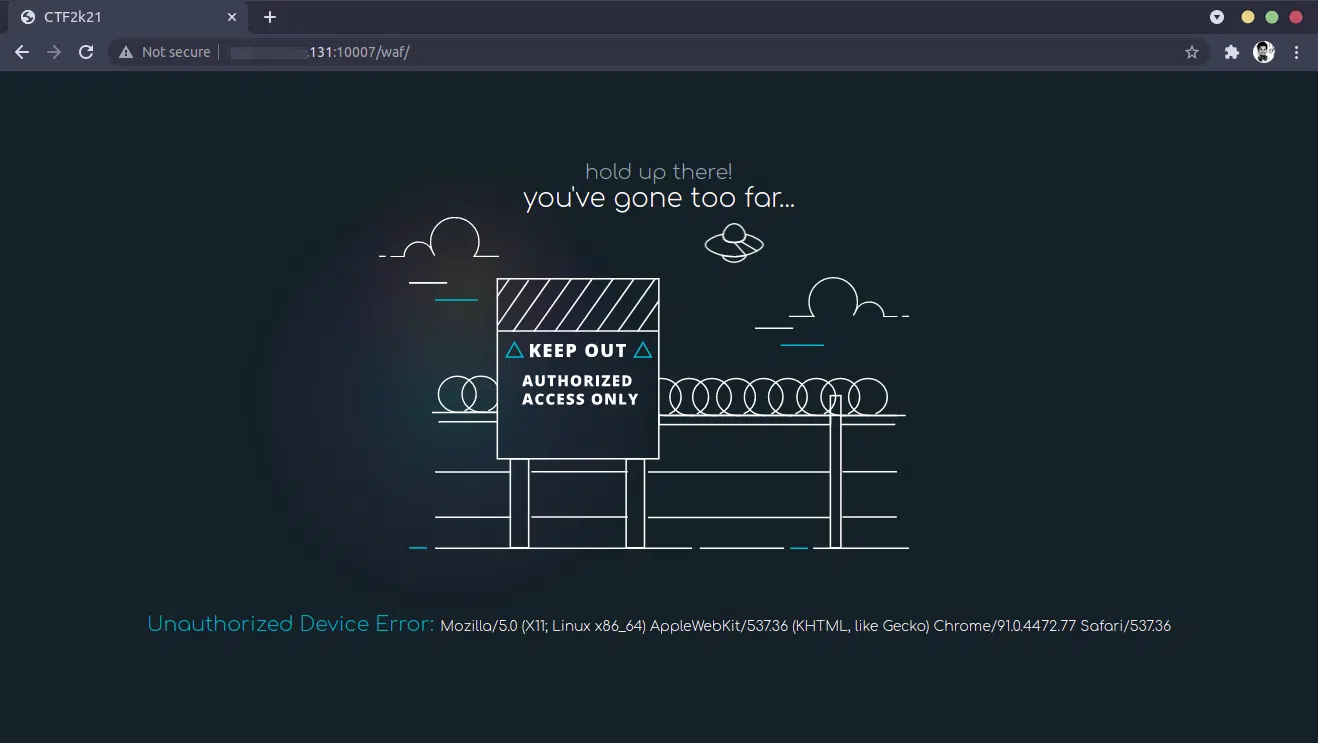 CTF2k21
Not secure
.131:10007/waf/
hold up there!
you've gone too far...
KEEP OUT
AUTHORIZED
ACCESS ONLY
Unauthorized Device Error: Mozilla/5.0 (X11; Linux x86_64) AppleWebKit/537.36 (KHTML, like Gecko) Chrome/91.0.4472.77 Safari/537.36